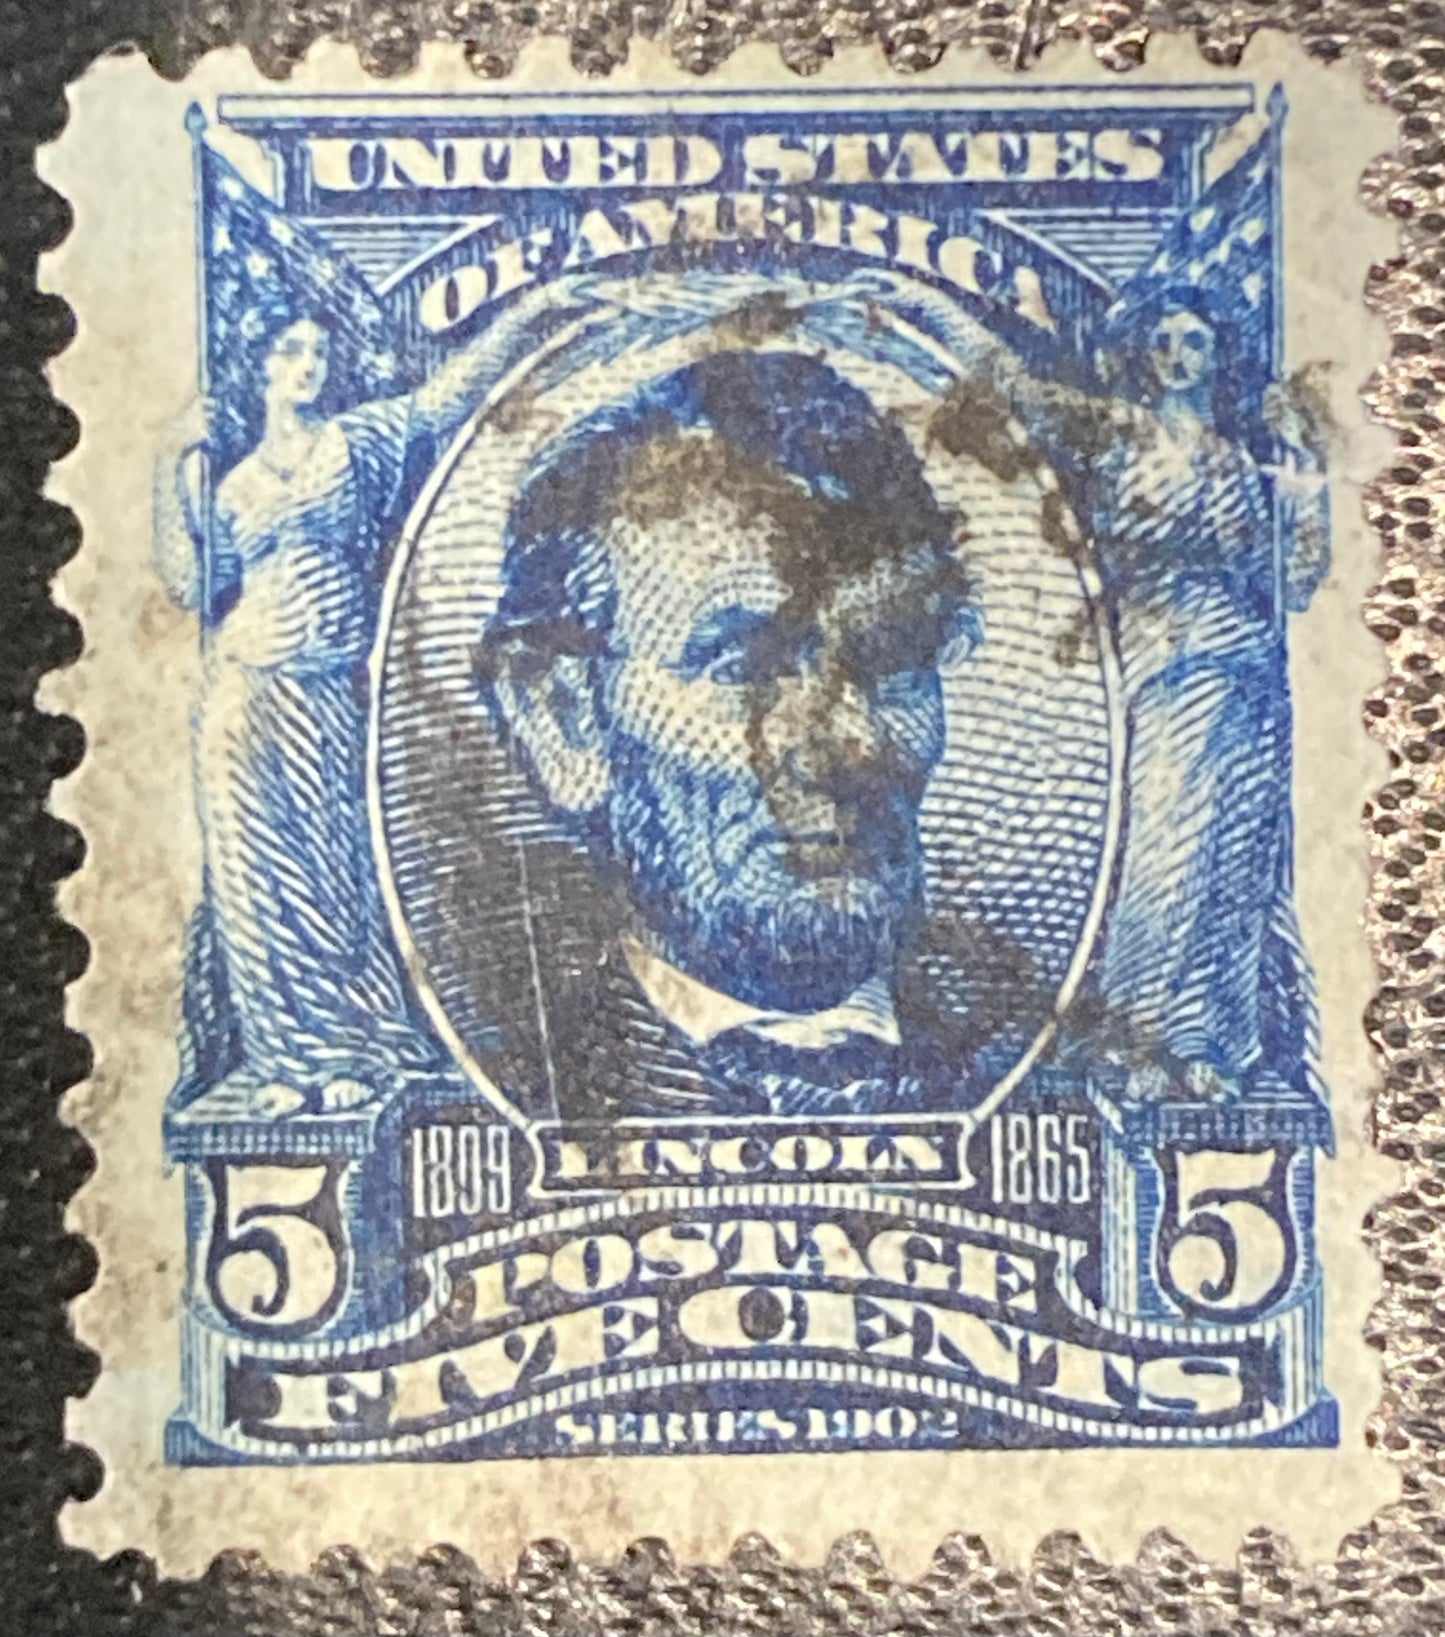 UNITED STATES
OF AMERICA
1809 LINCOLN 1865
5 POSTAGE 5
FIVE CENTS
SERIES 1902